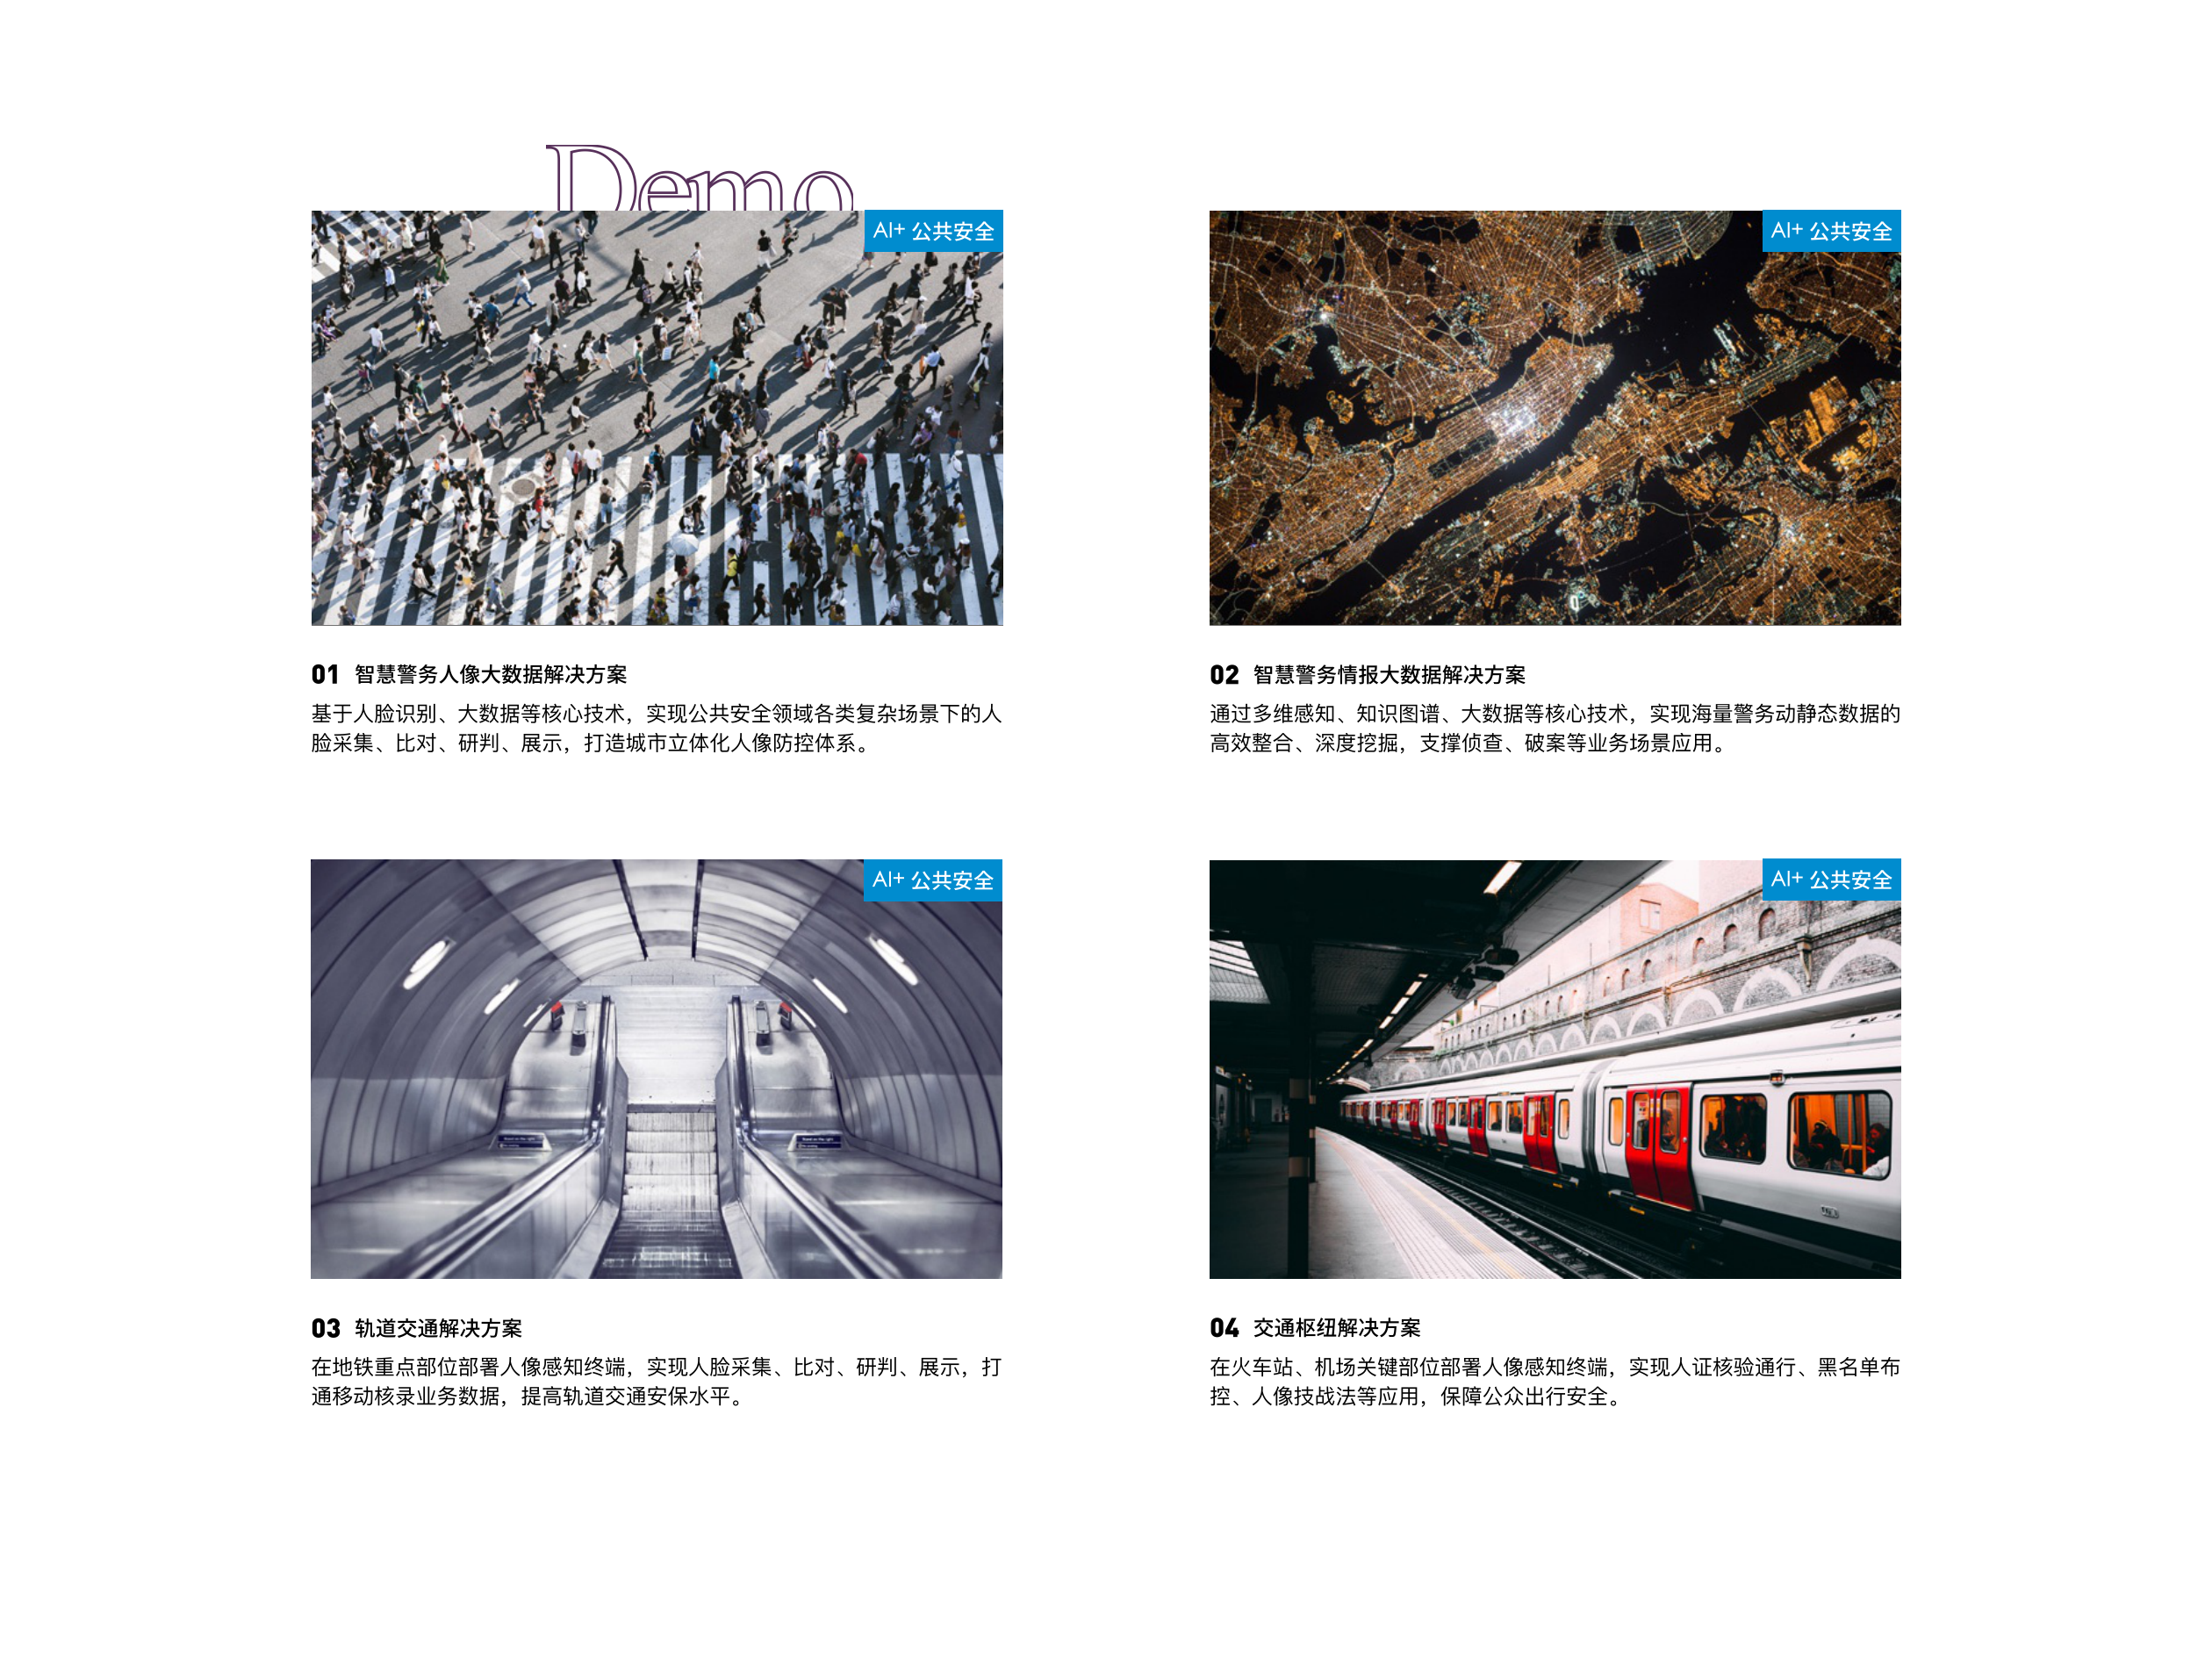 Demo
AI+ 公共安全
AI+ 公共安全
01 智慧警务人像大数据解决方案
基于人脸识别、大数据等核心技术，实现公共安全领域各类复杂场景下的人
脸采集、比对、研判、展示，打造城市立体化人像防控体系。
02 智慧警务情报大数据解决方案
通过多维感知、知识图谱、大数据等核心技术，实现海量警务动静态数据的
高效整合、深度挖掘，支撑侦查、破案等业务场景应用。
AI+ 公共安全
AI+ 公共安全
03 轨道交通解决方案
在地铁重点部位部署人像感知终端，实现人脸采集、比对、研判、展示，打
通移动核录业务数据，提高轨道交通安保水平。
04 交通枢纽解决方案
在火车站、机场关键部位部署人像感知终端，实现人证核验通行、黑名单布
控、人像技战法等应用，保障公众出行安全。